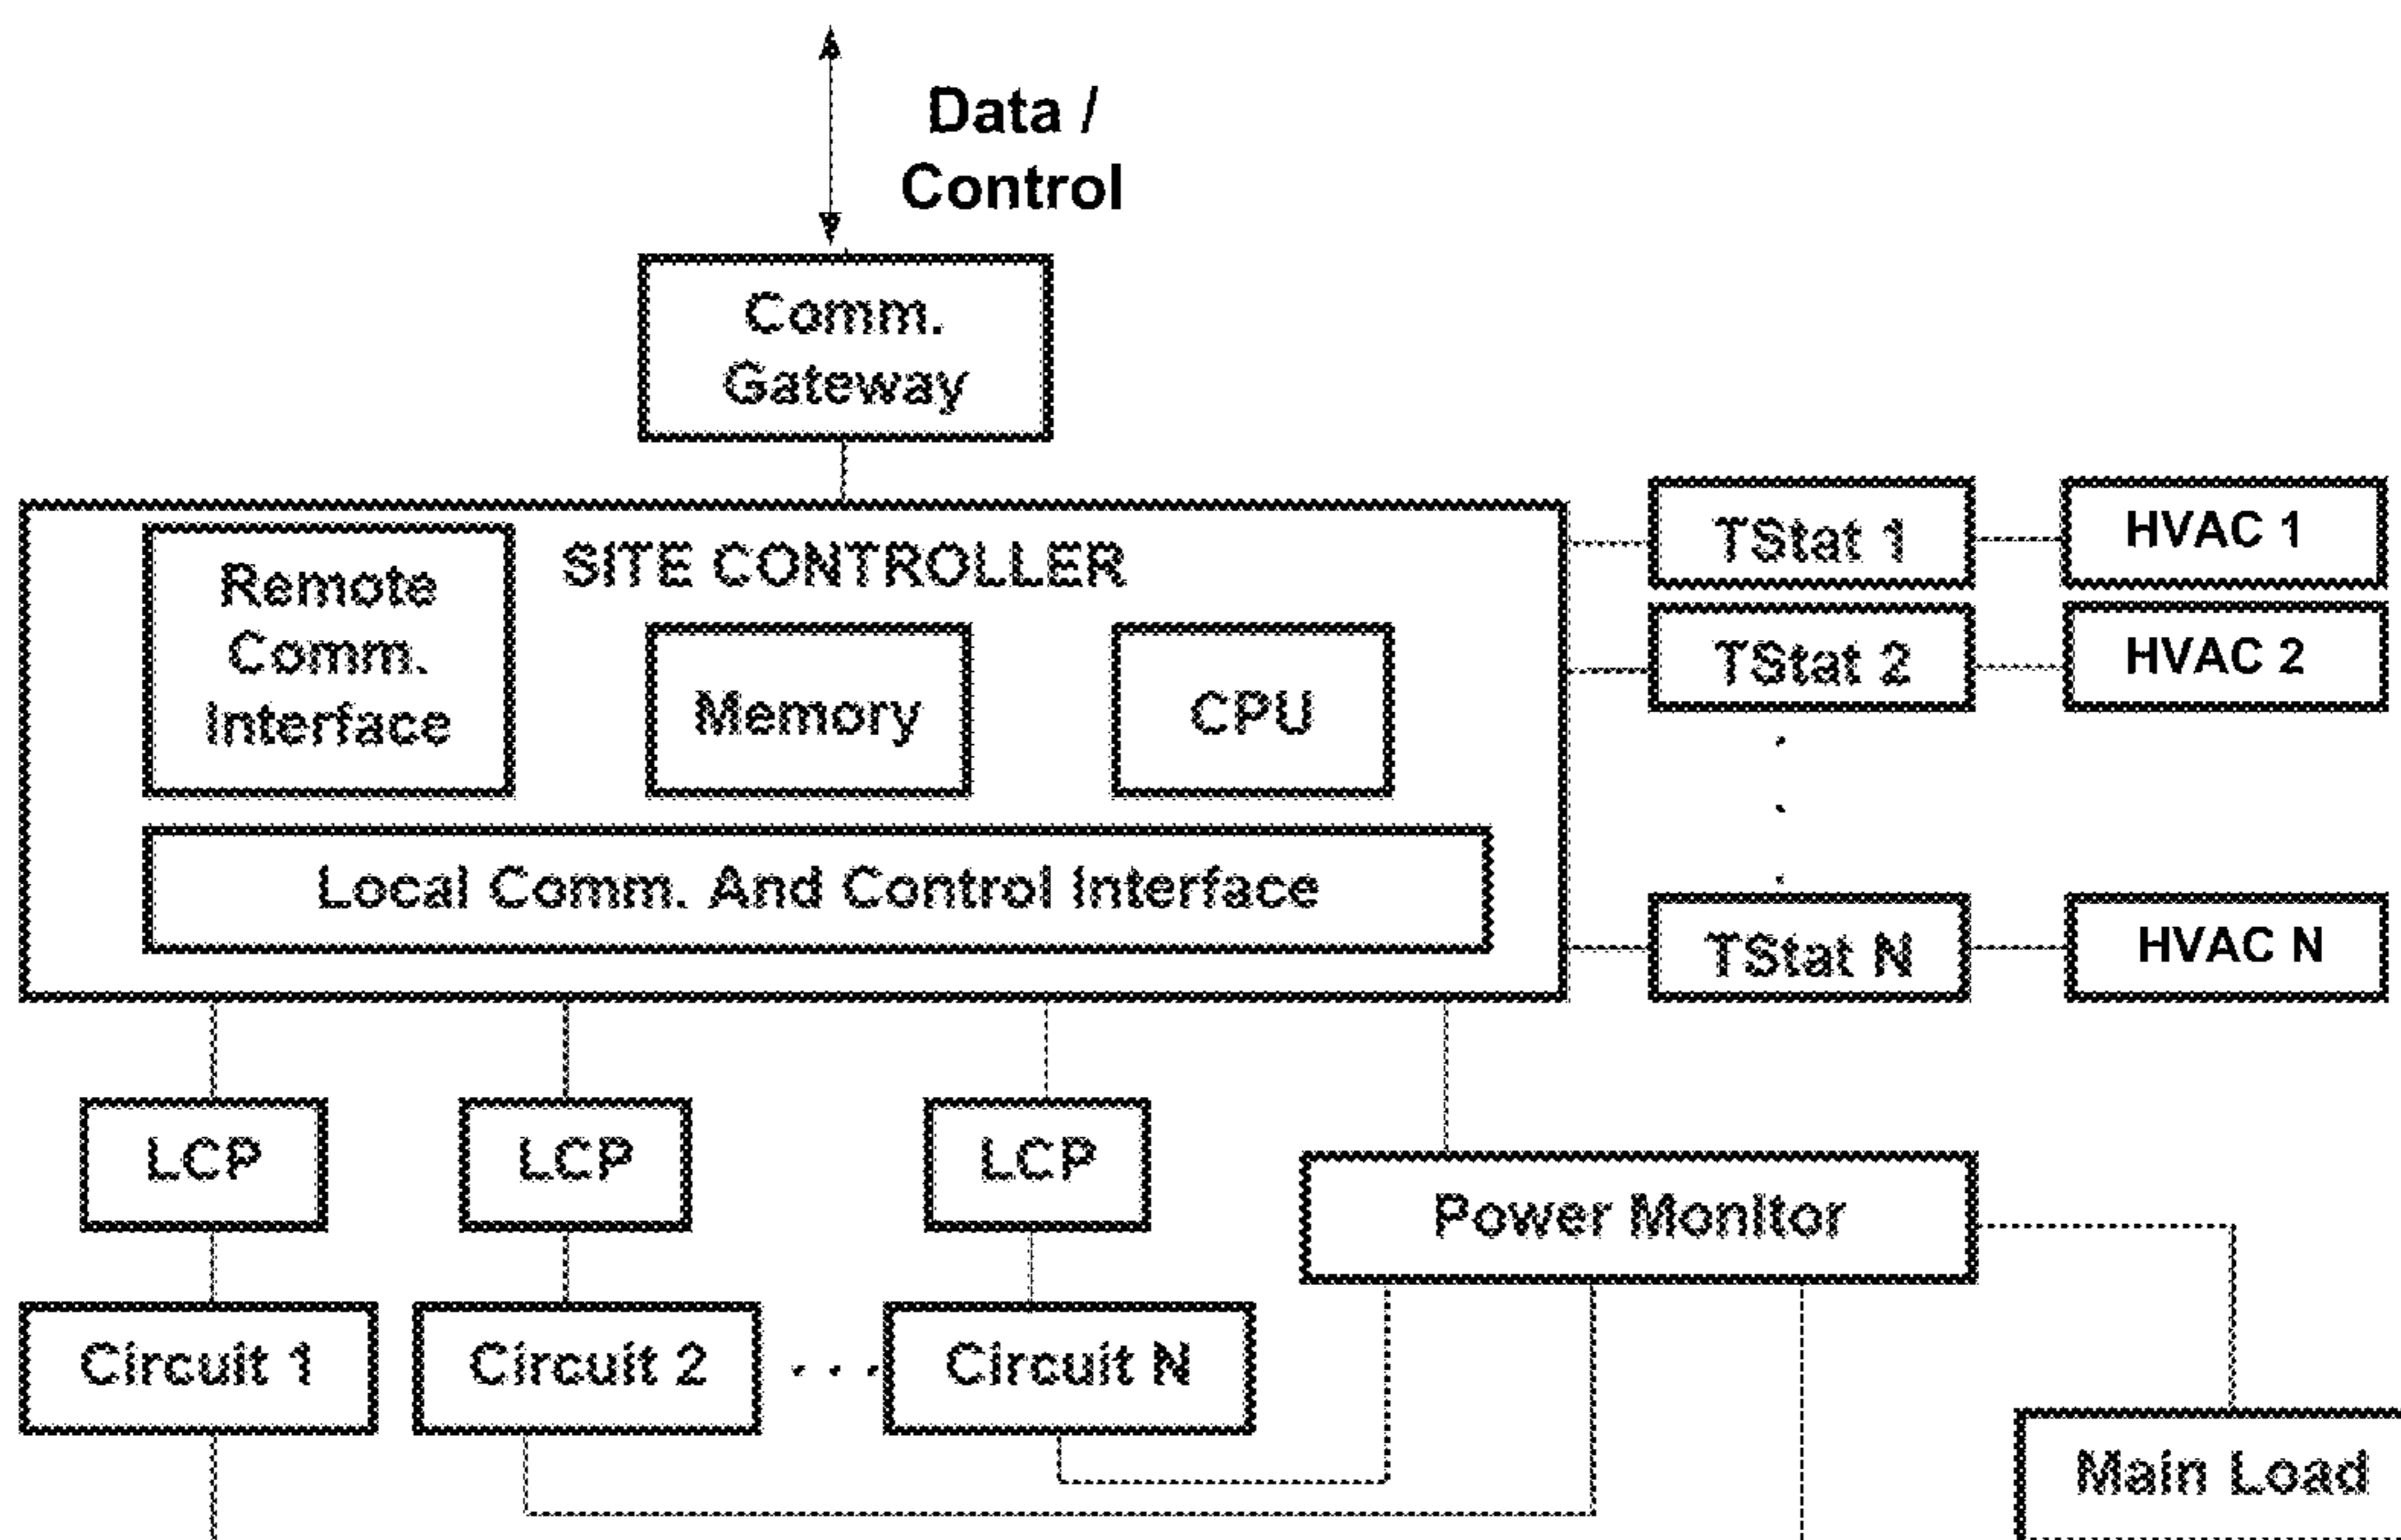 Data /
Control
Comm.
Gateway
SITE CONTROLLER
Remote
Comm.
Interface
Memory
CPU
Local Comm. And Control Interface
TStat 1
HVAC 1
TStat 2
HVAC 2
TStat N
HVAC N
LCP
LCP
LCP
Power Monitor
Circuit 1
Circuit 2
. . .
Circuit N
Main Load